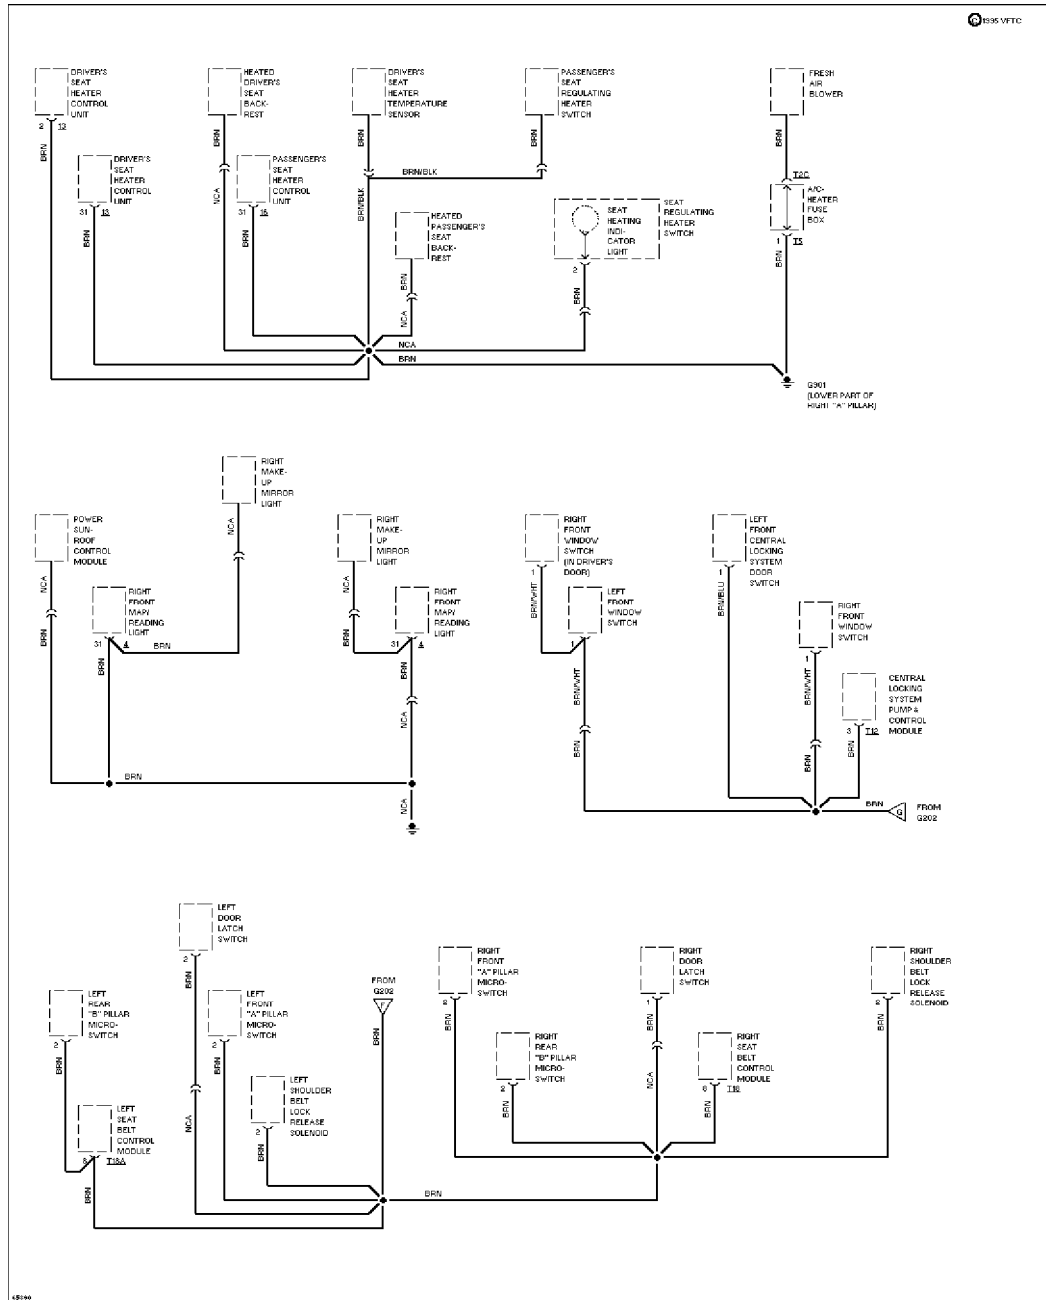 © 1995 VFTC
DRIVER'S
SEAT
HEATER
CONTROL
UNIT
2 13
BRN
HEATED
DRIVER'S
SEAT
BACK-
REST
BRN
NCA
DRIVER'S
SEAT
HEATER
TEMPERATURE
SENSOR
BRN
BRN/BLK
BRN/BLK
PASSENGER'S
SEAT
REGULATING
HEATER
SWITCH
BRN
FRESH
AIR
BLOWER
BRN
T2C
A/C-
HEATER
FUSE
BOX
1 T5
BRN
DRIVER'S
SEAT
HEATER
CONTROL
UNIT
31 13
BRN
PASSENGER'S
SEAT
HEATER
CONTROL
UNIT
31 15
BRN
HEATED
PASSENGER'S
SEAT
BACK-
REST
BRN
NCA
SEAT
HEATING
INDI-
CATOR
LIGHT
SEAT
REGULATING
HEATER
SWITCH
2
BRN
NCA
BRN
G901
(LOWER PART OF
RIGHT "A" PILLAR)
POWER
SUN-
ROOF
CONTROL
MODULE
NCA
BRN
RIGHT
MAKE-
UP
MIRROR
LIGHT
NCA
RIGHT
FRONT
MAP/
READING
LIGHT
31 4
BRN
BRN
BRN
RIGHT
MAKE-
UP
MIRROR
LIGHT
NCA
BRN
RIGHT
FRONT
MAP/
READING
LIGHT
31 4
BRN
NCA
NCA
RIGHT
FRONT
WINDOW
SWITCH
(IN DRIVER'S
DOOR)
1
BRN/WHT
LEFT
FRONT
WINDOW
SWITCH
1
BRN/WHT
BRN
LEFT
FRONT
CENTRAL
LOCKING
SYSTEM
DOOR
SWITCH
1
BRN/BLU
RIGHT
FRONT
WINDOW
SWITCH
1
BRN/WHT
BRN
CENTRAL
LOCKING
SYSTEM
PUMP &
CONTROL
MODULE
3 T12
BRN
BRN
G
FROM
G202
LEFT
DOOR
LATCH
SWITCH
2
BRN
NCA
LEFT
REAR
"B" PILLAR
MICRO-
SWITCH
2
BRN
LEFT
FRONT
"A" PILLAR
MICRO-
SWITCH
2
BRN
FROM
G202
F
BRN
LEFT
SHOULDER
BELT
LOCK
RELEASE
SOLENOID
2
BRN
LEFT
SEAT
BELT
CONTROL
MODULE
8 T18A
BRN
BRN
RIGHT
FRONT
"A" PILLAR
MICRO-
SWITCH
BRN
RIGHT
REAR
"B" PILLAR
MICRO-
SWITCH
2
BRN
RIGHT
DOOR
LATCH
SWITCH
1
BRN
NCA
RIGHT
SEAT
BELT
CONTROL
MODULE
8 T18
BRN
RIGHT
SHOULDER
BELT
LOCK
RELEASE
SOLENOID
BRN